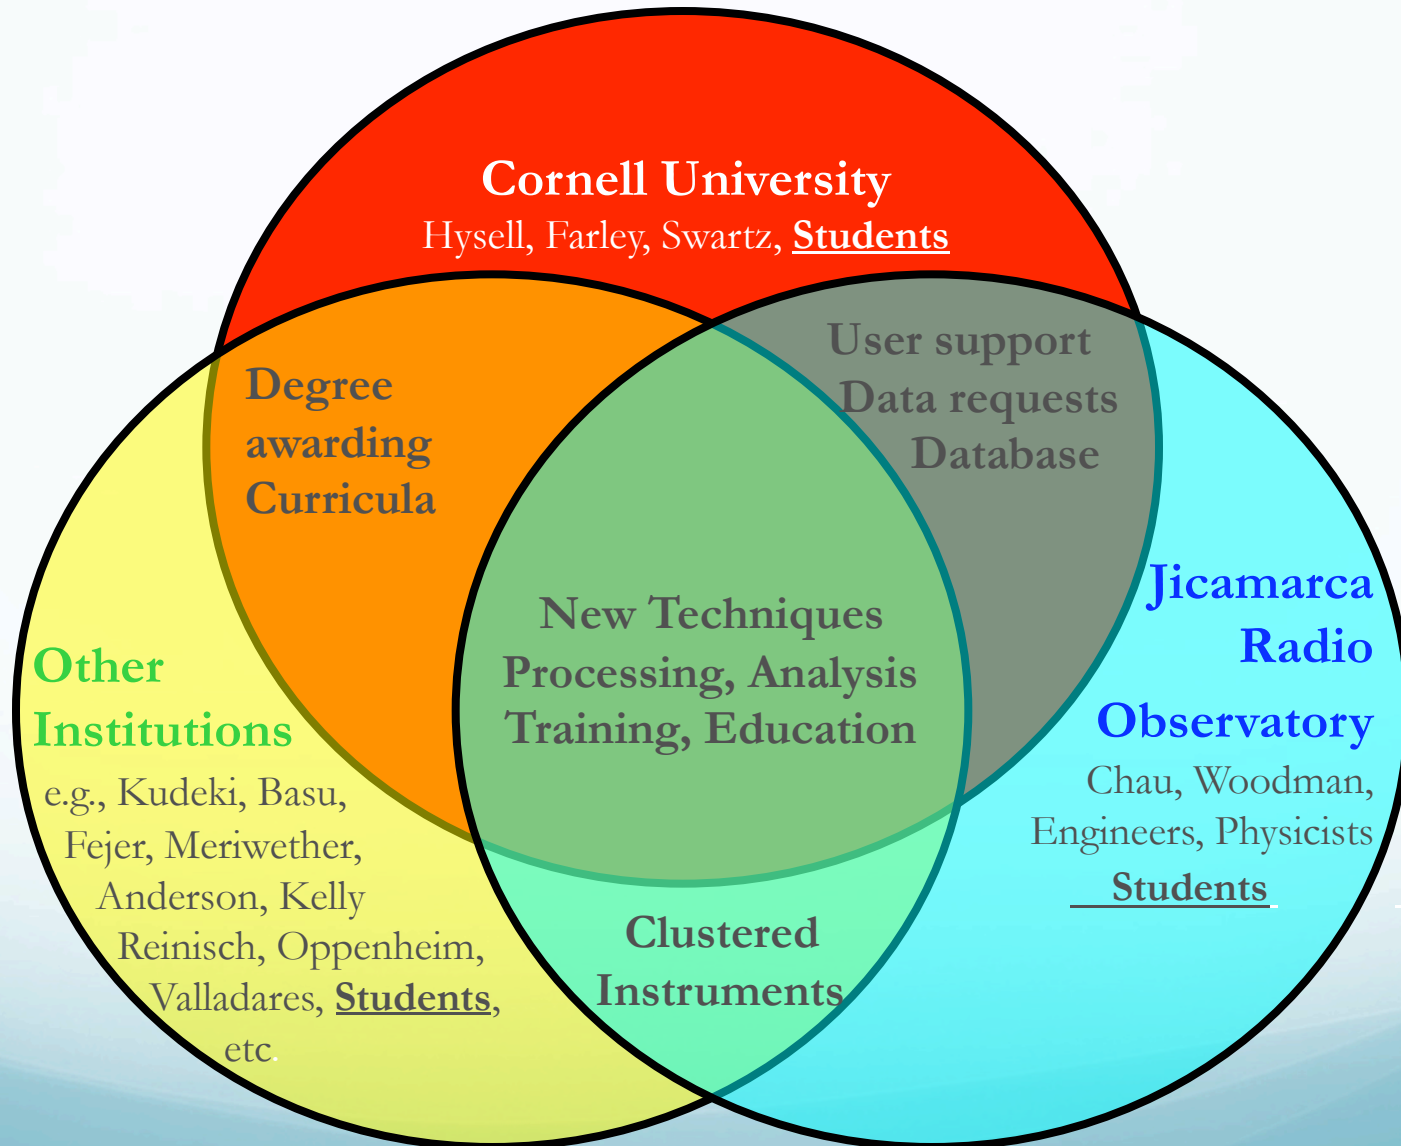 Cornell University
Hysell, Farley, Swartz, Students
User support
Data requests
Database
Degree
awarding
Curricula
New Techniques
Processing, Analysis
Training, Education
Jicamarca
Radio
Observatory
Chau, Woodman,
Engineers, Physicists
Students
Other
Institutions
e.g., Kudeki, Basu,
Fejer, Meriwether,
Anderson, Kelly
Reinisch, Oppenheim,
Valladares, Students,
etc.
Clustered
Instruments